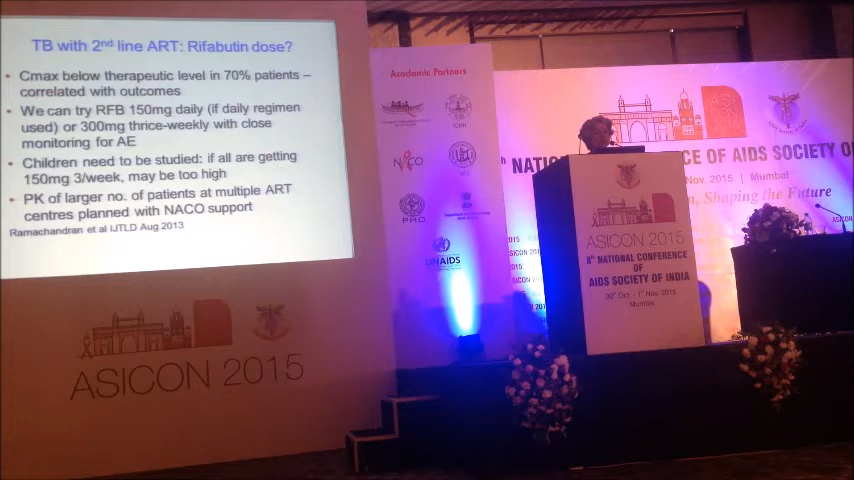 TB with 2nd line ART: Rifabutin dose?
• Cmax below therapeutic level in 70% patients –
correlated with outcomes
• We can try RFB 150mg daily (if daily regimen
used) or 300mg thrice-weekly with close
monitoring for AE
• Children need to be studied: if all are getting
150mg 3/week, may be too high
• PK of larger no. of patients at multiple ART
centres planned with NACO support
Ramachandran et al IJTLD Aug 2013
ASICON 2015
Academic Partners
NACO
PHO
UNAIDS
NATIO
CE OF AIDS SOCIETY O
Nov. 2015 | Mumbai
Shaping the Future
ASICON 2015
8th NATIONAL CONFERENCE
OF
AIDS SOCIETY OF INDIA
30th Oct. - 1st Nov. 2015
Mumbai